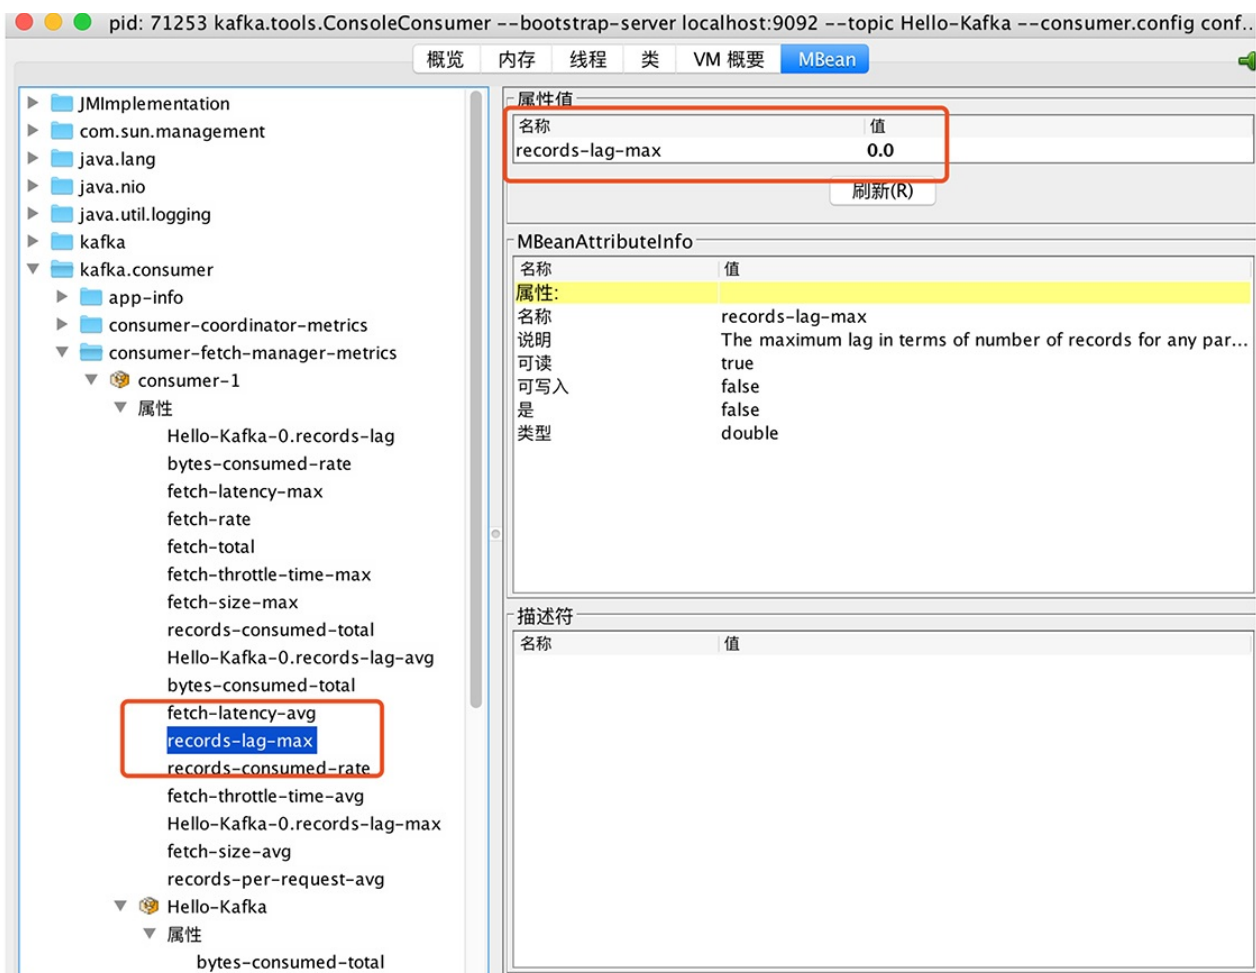 pid: 71253 kafka.tools.ConsoleConsumer --bootstrap-server localhost:9092 --topic Hello-Kafka --consumer.config conf..
概览 内存 线程 类 VM 概要 MBean
JMImplementation
com.sun.management
java.lang
java.nio
java.util.logging
kafka
kafka.consumer
app-info
consumer-coordinator-metrics
consumer-fetch-manager-metrics
consumer-1
属性
Hello-Kafka-0.records-lag
bytes-consumed-rate
fetch-latency-max
fetch-rate
fetch-total
fetch-throttle-time-max
fetch-size-max
records-consumed-total
Hello-Kafka-0.records-lag-avg
bytes-consumed-total
fetch-latency-avg
records-lag-max
records-consumed-rate
fetch-throttle-time-avg
Hello-Kafka-0.records-lag-max
fetch-size-avg
records-per-request-avg
Hello-Kafka
属性
bytes-consumed-total
属性值
名称 值
records-lag-max 0.0
刷新(R)
MBeanAttributeInfo
名称 值
属性:
名称 records-lag-max
说明 The maximum lag in terms of number of records for any par...
可读 true
可写入 false
是 false
类型 double
描述符
名称 值